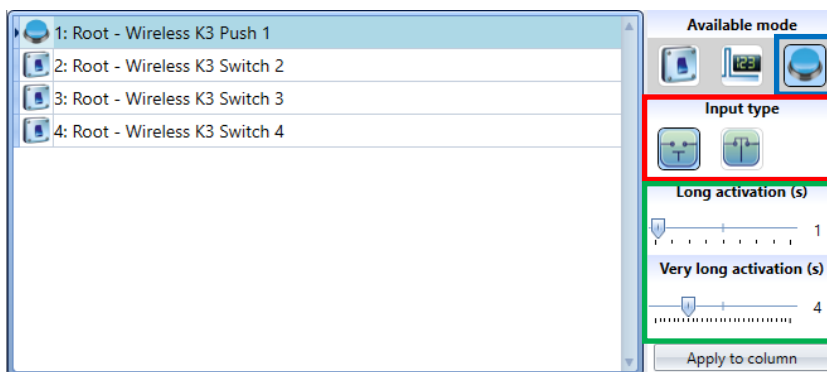 1: Root - Wireless K3 Push 1
2: Root - Wireless K3 Switch 2
3: Root - Wireless K3 Switch 3
4: Root - Wireless K3 Switch 4
Available mode
123
Input type
Long activation (s)
1
Very long activation (s)
4
Apply to column